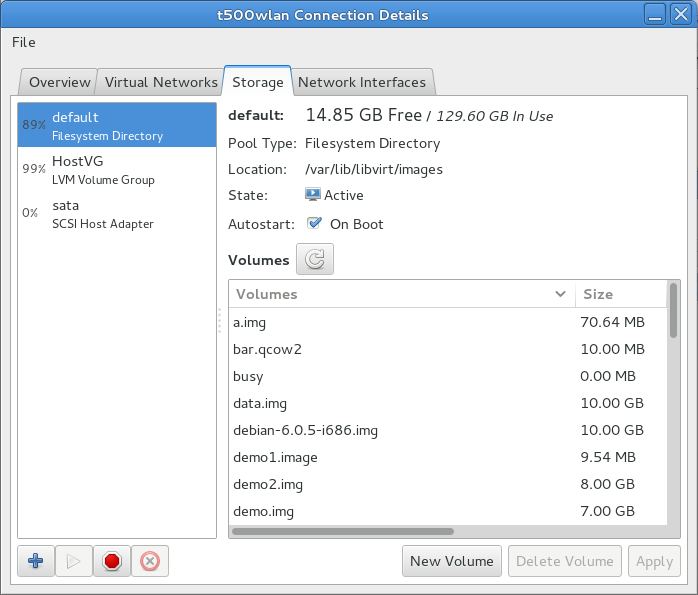 t500wlan Connection Details
File
Overview Virtual Networks Storage Network Interfaces
89% default
Filesystem Directory
99% HostVG
LVM Volume Group
0% sata
SCSI Host Adapter
default: 14.85 GB Free / 129.60 GB In Use
Pool Type: Filesystem Directory
Location: /var/lib/libvirt/images
State: Active
Autostart: On Boot
Volumes
Volumes Size
a.img 70.64 MB
bar.qcow2 10.00 MB
busy 0.00 MB
data.img 10.00 GB
debian-6.0.5-i686.img 10.00 GB
demo1.image 9.54 MB
demo2.img 8.00 GB
demo.img 7.00 GB
New Volume Delete Volume Apply